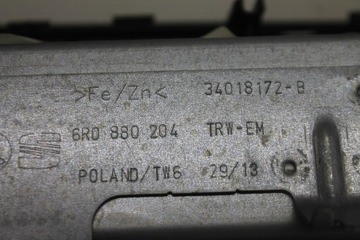 >Fe/Zn< 34018172-B
6R0 880 204 TRW-EM
POLAND/TW6 29/13